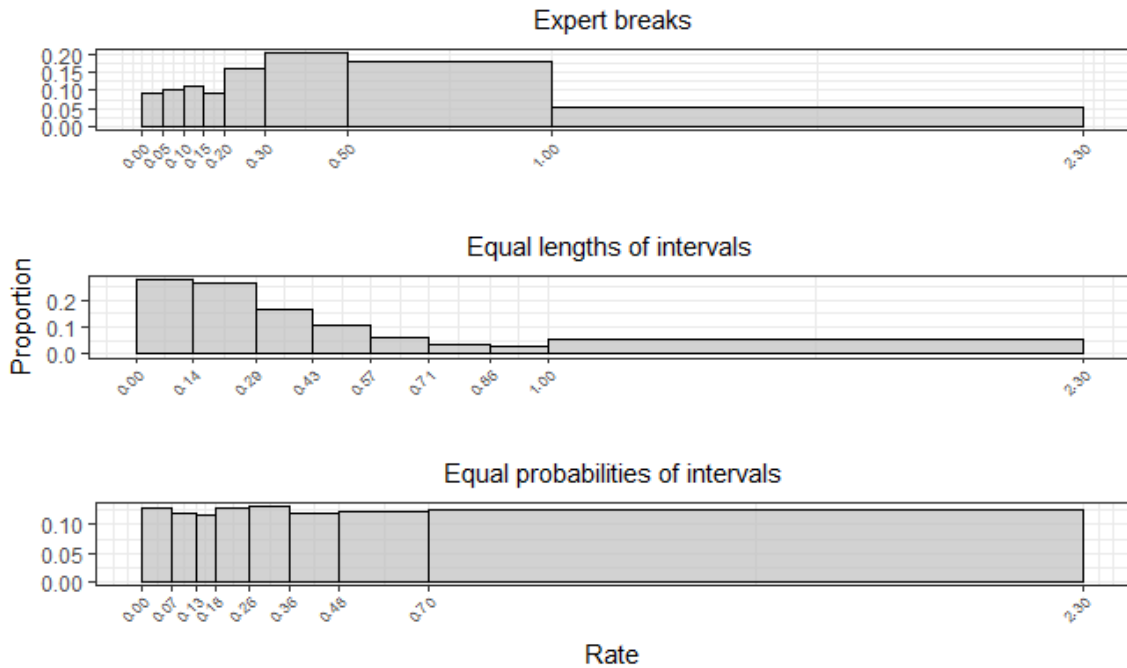 Expert breaks
0.20
0.15
0.10
0.05
0.00
0.00 0.05 0.10 0.15 0.20 0.30 0.50 1.00 2.30
Equal lengths of intervals
Proportion
0.2
0.1
0.0
0.00 0.14 0.29 0.43 0.57 0.71 0.86 1.00 2.30
Equal probabilities of intervals
0.10
0.05
0.00
0.00 0.07 0.13 0.18 0.26 0.36 0.48 0.70 2.30
Rate